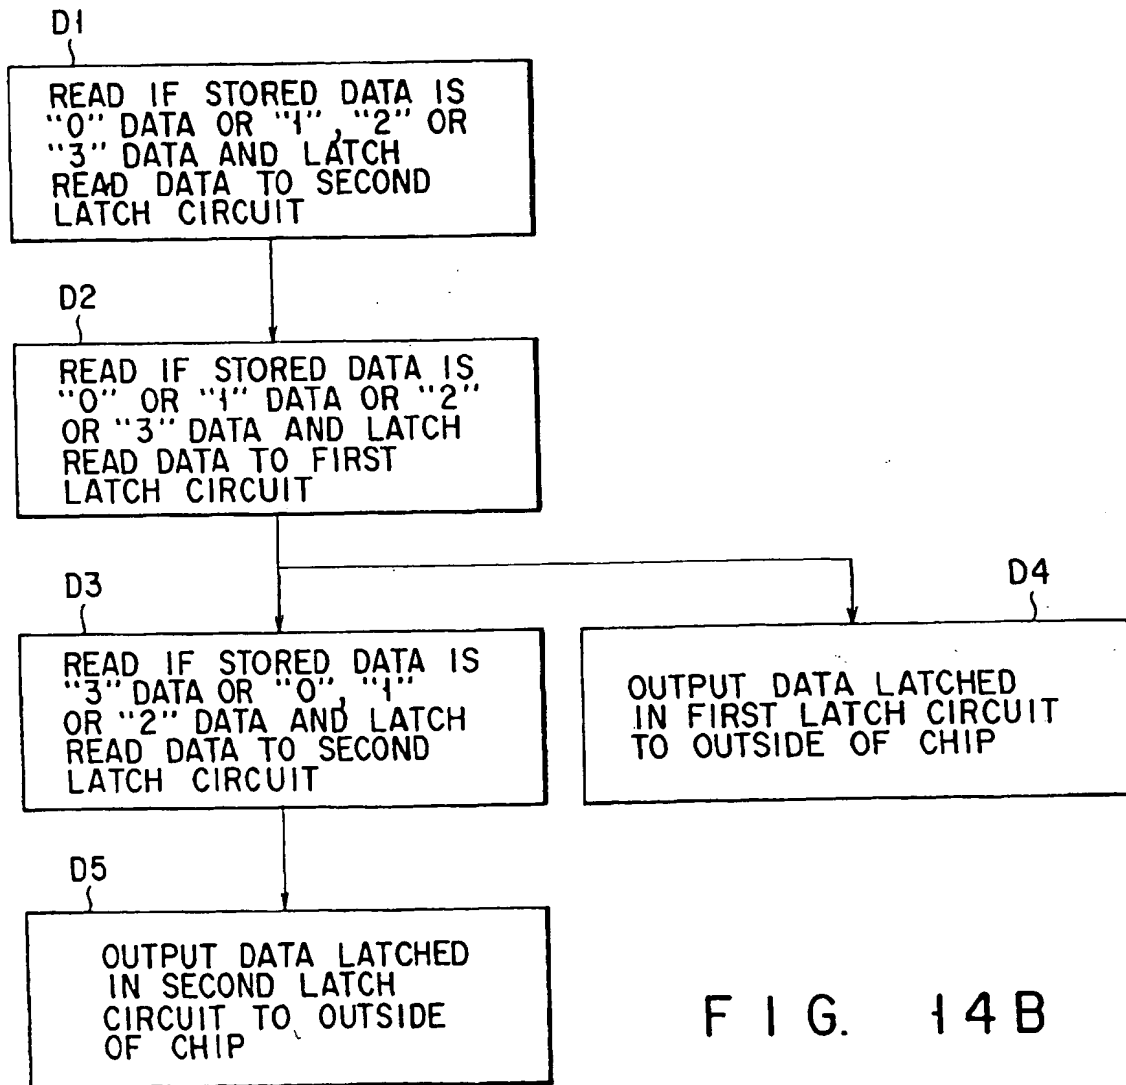 D1
READ IF STORED DATA IS
"0" DATA OR "1", "2" OR
"3" DATA AND LATCH
READ DATA TO SECOND
LATCH CIRCUIT
D2
READ IF STORED DATA IS
"0" OR "1" DATA OR "2"
OR "3" DATA AND LATCH
READ DATA TO FIRST
LATCH CIRCUIT
D3
READ IF STORED DATA IS
"3" DATA OR "0", "1"
OR "2" DATA AND LATCH
READ DATA TO SECOND
LATCH CIRCUIT
D4
OUTPUT DATA LATCHED
IN FIRST LATCH CIRCUIT
TO OUTSIDE OF CHIP
D5
OUTPUT DATA LATCHED
IN SECOND LATCH
CIRCUIT TO OUTSIDE
OF CHIP
FIG. 14B